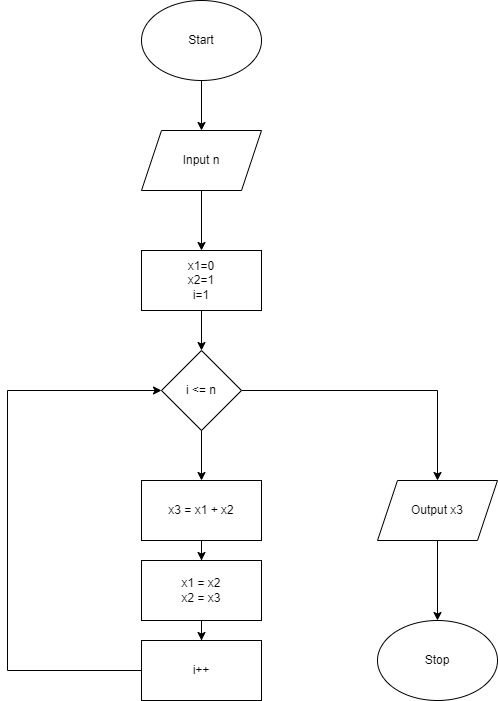 Start
Input n
x1=0
x2=1
i=1
i <= n
x3 = x1 + x2
Output x3
x1 = x2
x2 = x3
i++
Stop